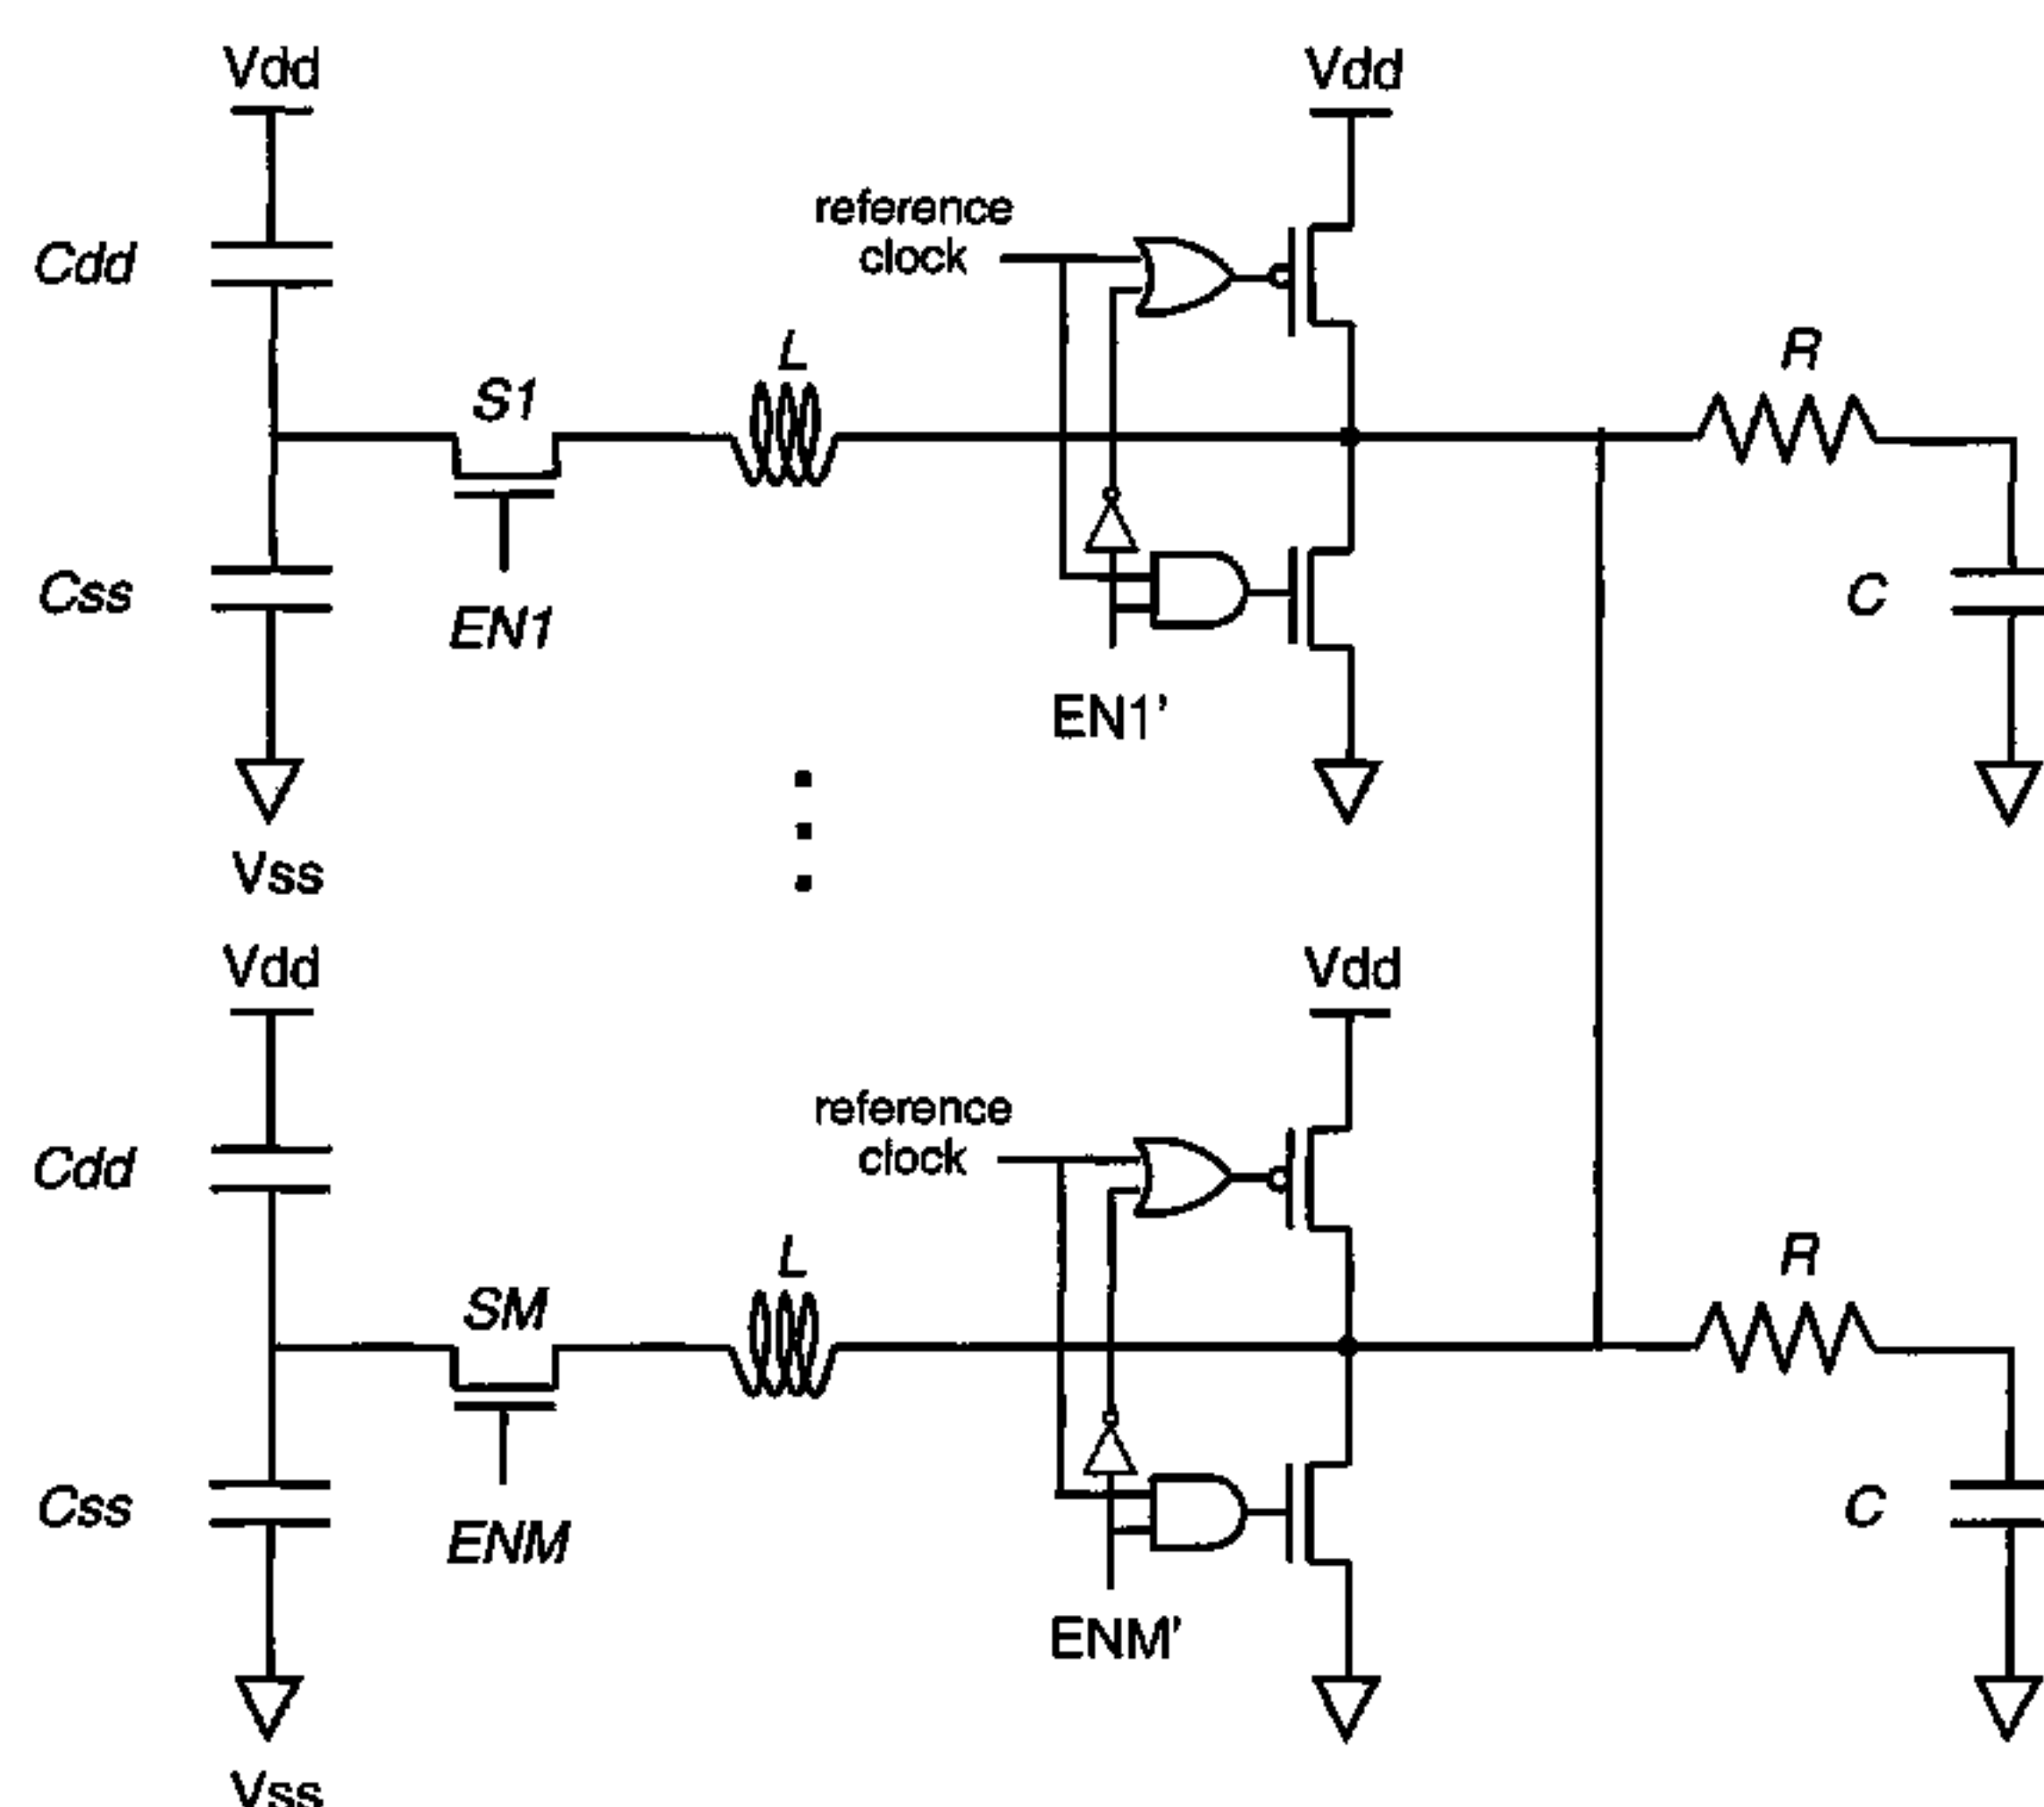 Vdd
Vdd
reference
clock
Cdd
L
R
S1
Css
C
EN1
EN1’
Vss
Vdd
Vdd
reference
clock
Cdd
L
R
SM
Css
C
ENM
ENM’
Vss